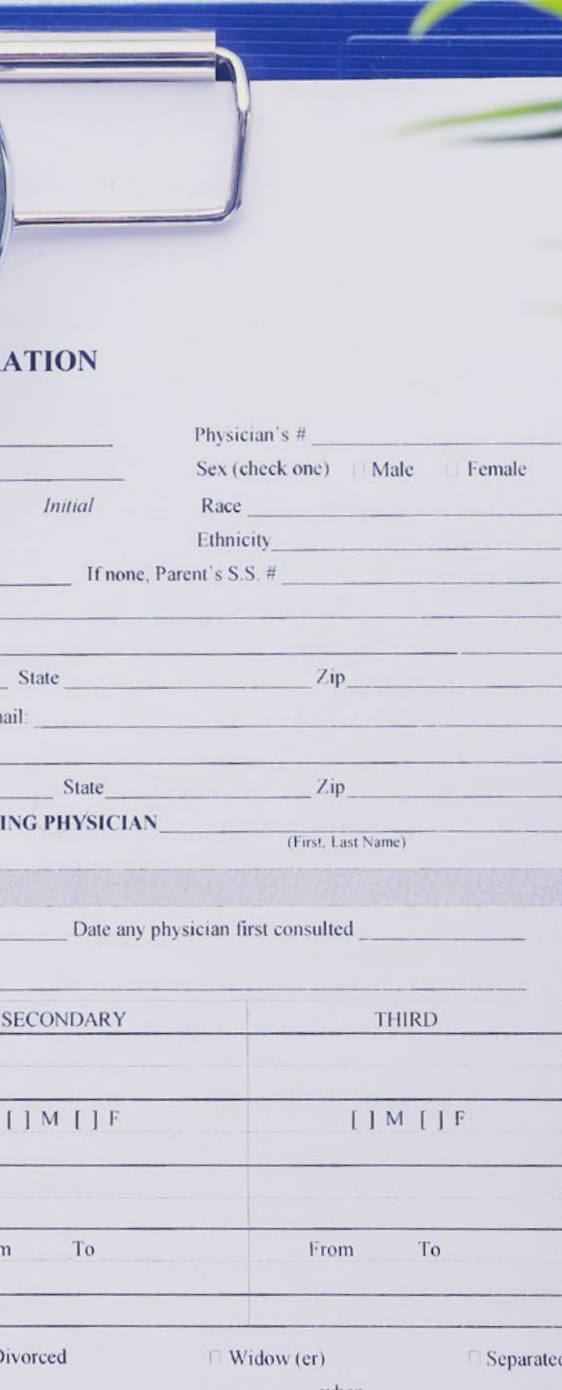 ATION
Physician's #
Sex (check one) Male Female
Initial Race
Ethnicity
If none, Parent's S.S. #
State Zip
ail:
State Zip
ING PHYSICIAN
(First, Last Name)
Date any physician first consulted
SECONDARY THIRD
[ ] M [ ] F [ ] M [ ] F
m To From To
Divorced Widow (er) Separated